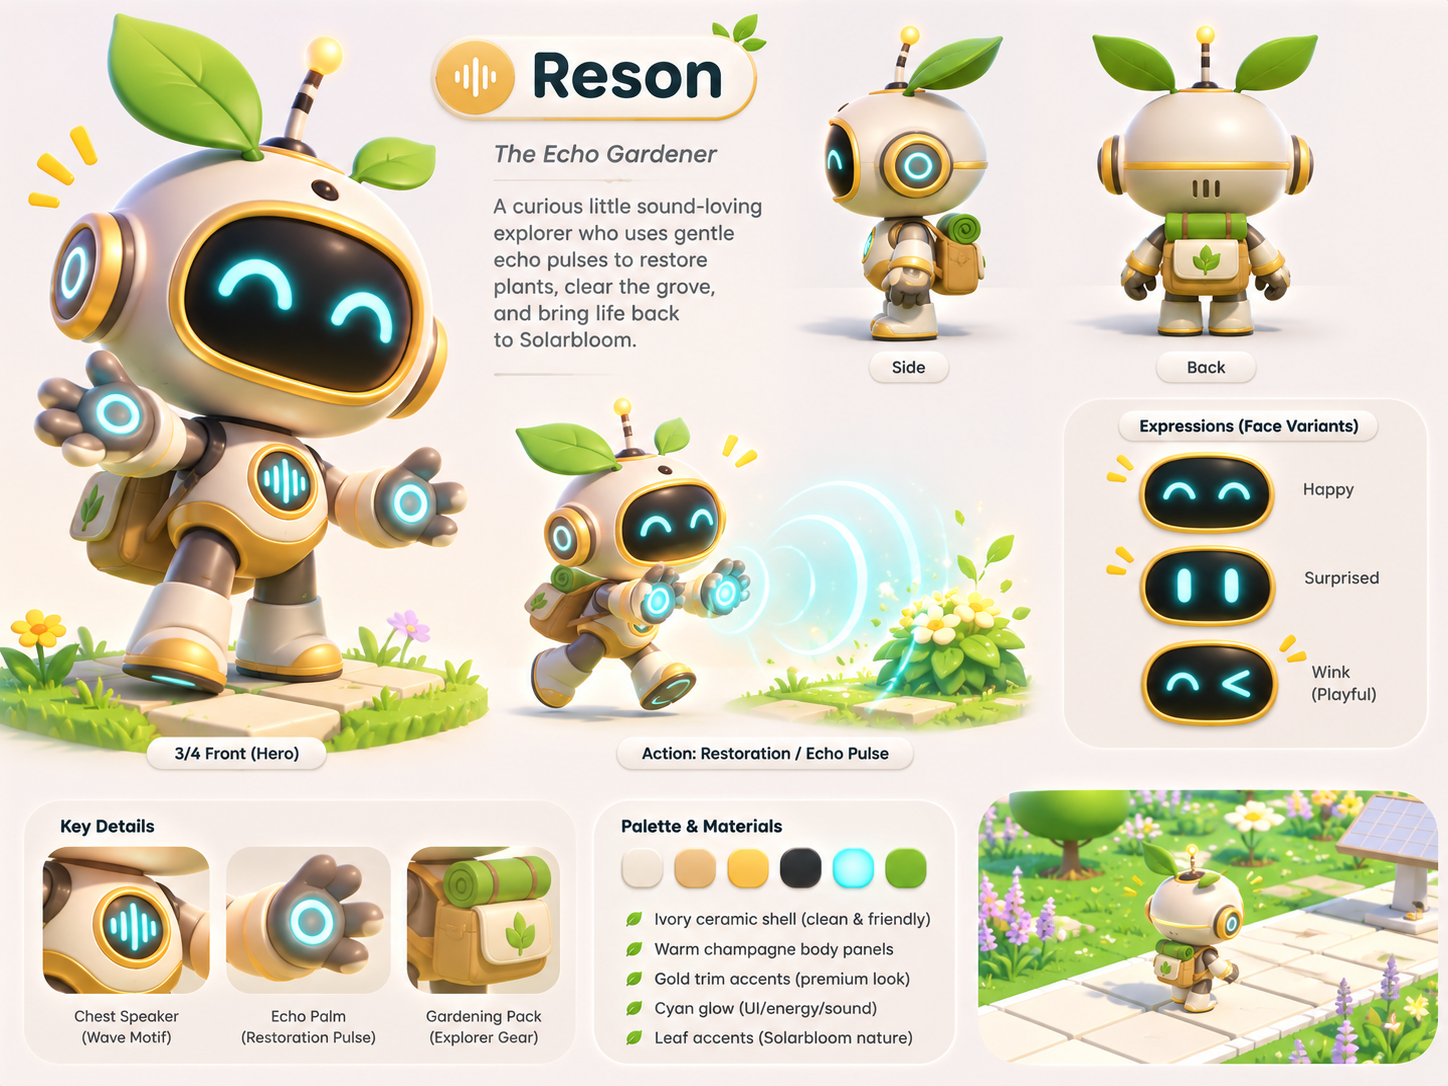 Reson
The Echo Gardener
A curious little sound-loving
explorer who uses gentle
echo pulses to restore
plants, clear the grove,
and bring life back
to Solarbloom.
Side
Back
3/4 Front (Hero)
Action: Restoration / Echo Pulse
Expressions (Face Variants)
Happy
Surprised
Wink
(Playful)
Key Details
Chest Speaker
(Wave Motif)
Echo Palm
(Restoration Pulse)
Gardening Pack
(Explorer Gear)
Palette & Materials
Ivory ceramic shell (clean & friendly)
Warm champagne body panels
Gold trim accents (premium look)
Cyan glow (UI/energy/sound)
Leaf accents (Solarbloom nature)